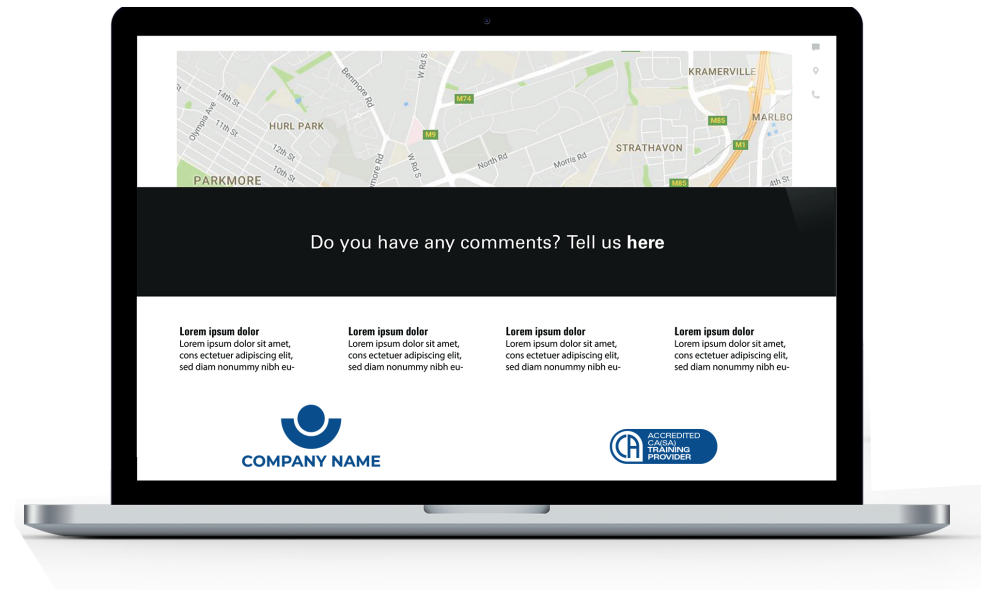 KRAMERVILLE
Benmore Rd
W Rd S
14th St
M74
Olympia Ave
11th St
HURL PARK
M85
MARLBO
M9
12th St
M1
STRATHAVON
North Rd
Morris Rd
W Rd S
10th St
more Rd
PARKMORE
M85
4th St
Do you have any comments? Tell us here
Lorem ipsum dolor
Lorem ipsum dolor sit amet,
cons ectetuer adipiscing elit,
sed diam nonummy nibh eu-
Lorem ipsum dolor
Lorem ipsum dolor sit amet,
cons ectetuer adipiscing elit,
sed diam nonummy nibh eu-
Lorem ipsum dolor
Lorem ipsum dolor sit amet,
cons ectetuer adipiscing elit,
sed diam nonummy nibh eu-
Lorem ipsum dolor
Lorem ipsum dolor sit amet,
cons ectetuer adipiscing elit,
sed diam nonummy nibh eu-
COMPANY NAME
CA
ACCREDITED
CA(SA)
TRAINING
PROVIDER